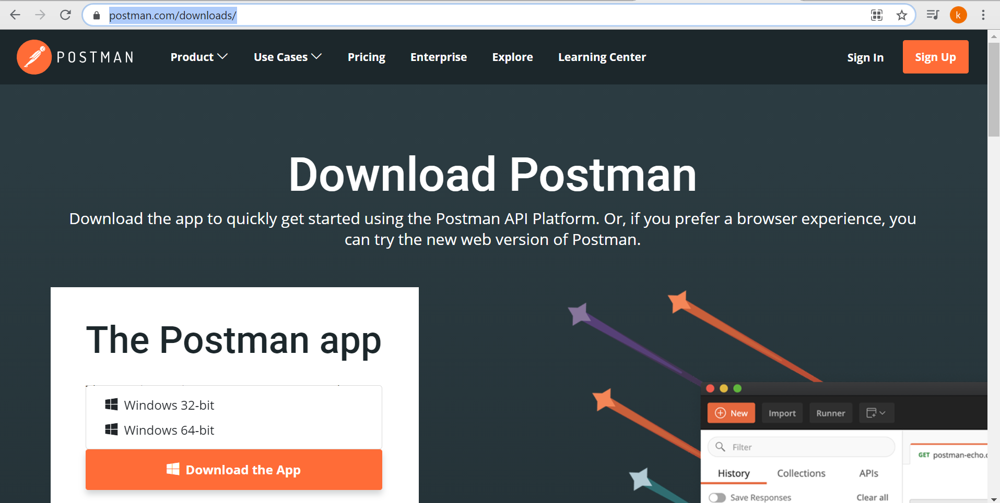 postman.com/downloads/
k
POSTMAN
Product
Use Cases
Pricing
Enterprise
Explore
Learning Center
Sign In
Sign Up
Download Postman
Download the app to quickly get started using the Postman API Platform. Or, if you prefer a browser experience, you
can try the new web version of Postman.
The Postman app
Windows 32-bit
Windows 64-bit
Download the App
New
Import
Runner
Filter
GET postman-echo.c
History
Collections
APIs
Save Responses
Clear all